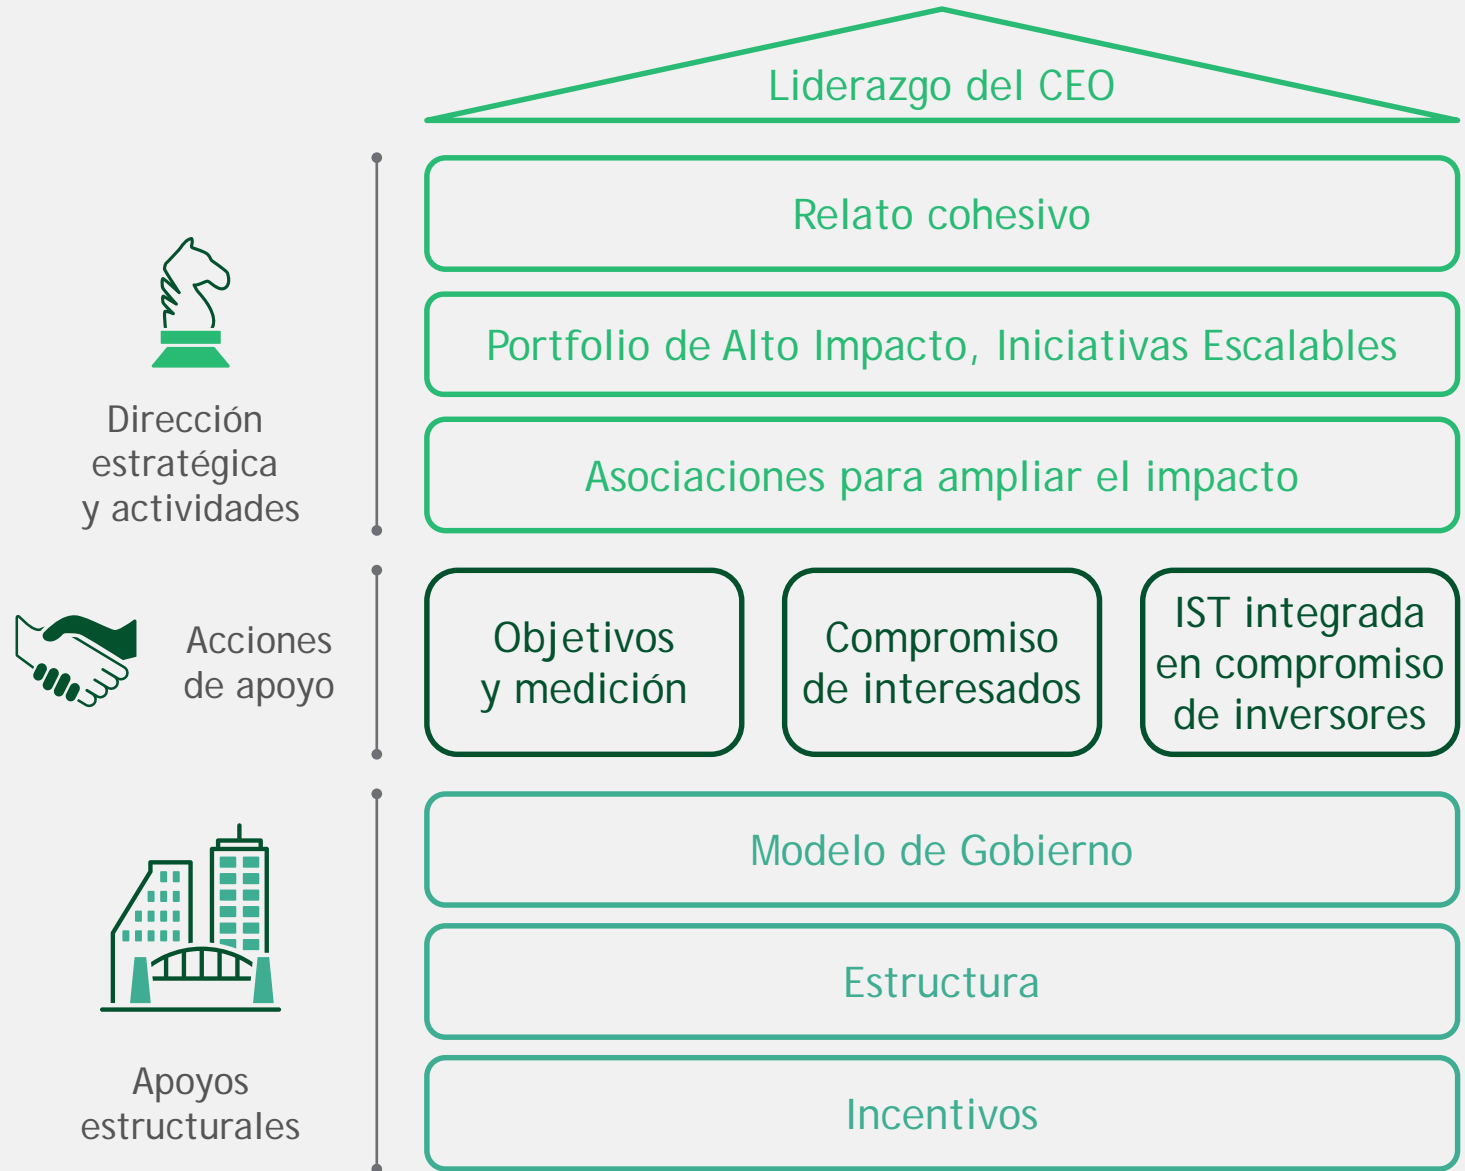 Liderazgo del CEO
Relato cohesivo
Portfolio de Alto Impacto, Iniciativas Escalables
Asociaciones para ampliar el impacto
Dirección
estratégica
y actividades
Acciones
de apoyo
Objetivos
y medición
Compromiso
de interesados
IST integrada
en compromiso
de inversores
Modelo de Gobierno
Estructura
Incentivos
Apoyos
estructurales